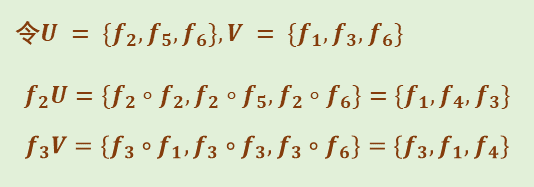 令U = {f₂, f₅, f₆}, V = {f₁, f₃, f₆}
f₂U = {f₂ ∘ f₂, f₂ ∘ f₅, f₂ ∘ f₆} = {f₁, f₄, f₃}
f₃V = {f₃ ∘ f₁, f₃ ∘ f₃, f₃ ∘ f₆} = {f₃, f₁, f₄}